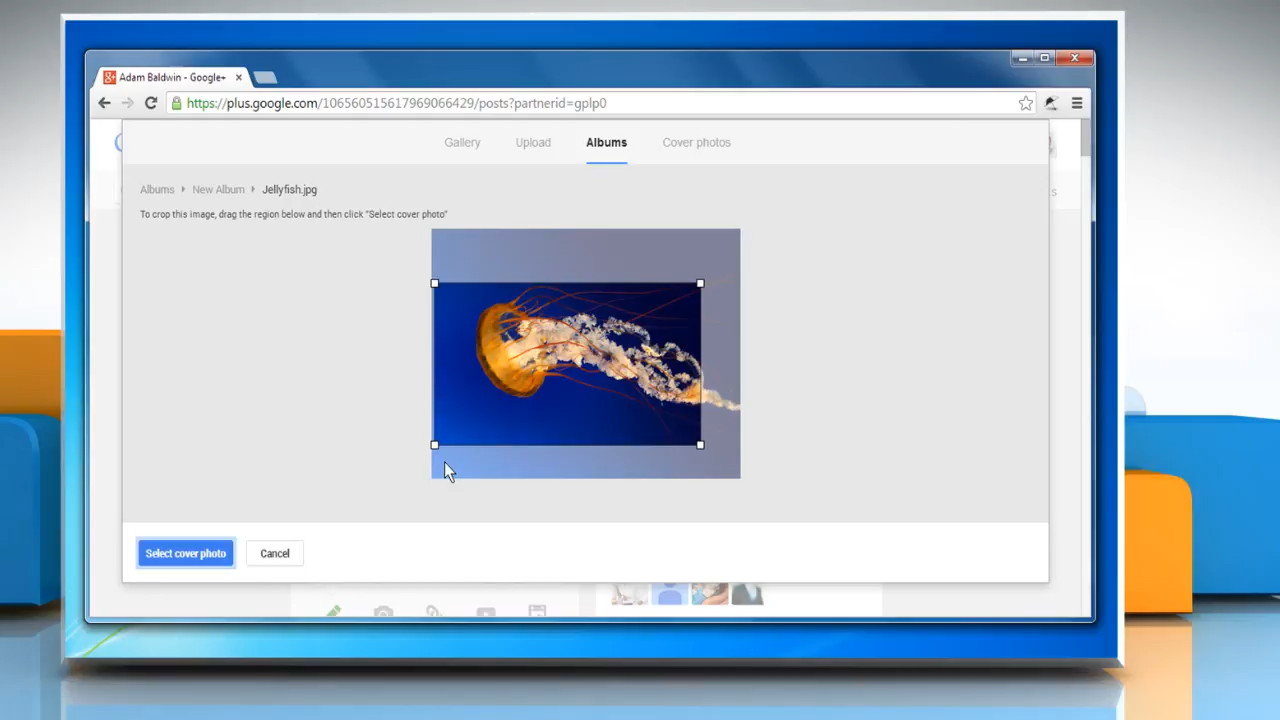 Adam Baldwin - Google+
https://plus.google.com/106560515617969066429/posts?partnerid=gplp0
Gallery Upload Albums Cover photos
Albums New Album Jellyfish.jpg
To crop this image, drag the region below and then click "Select cover photo"
Select cover photo Cancel